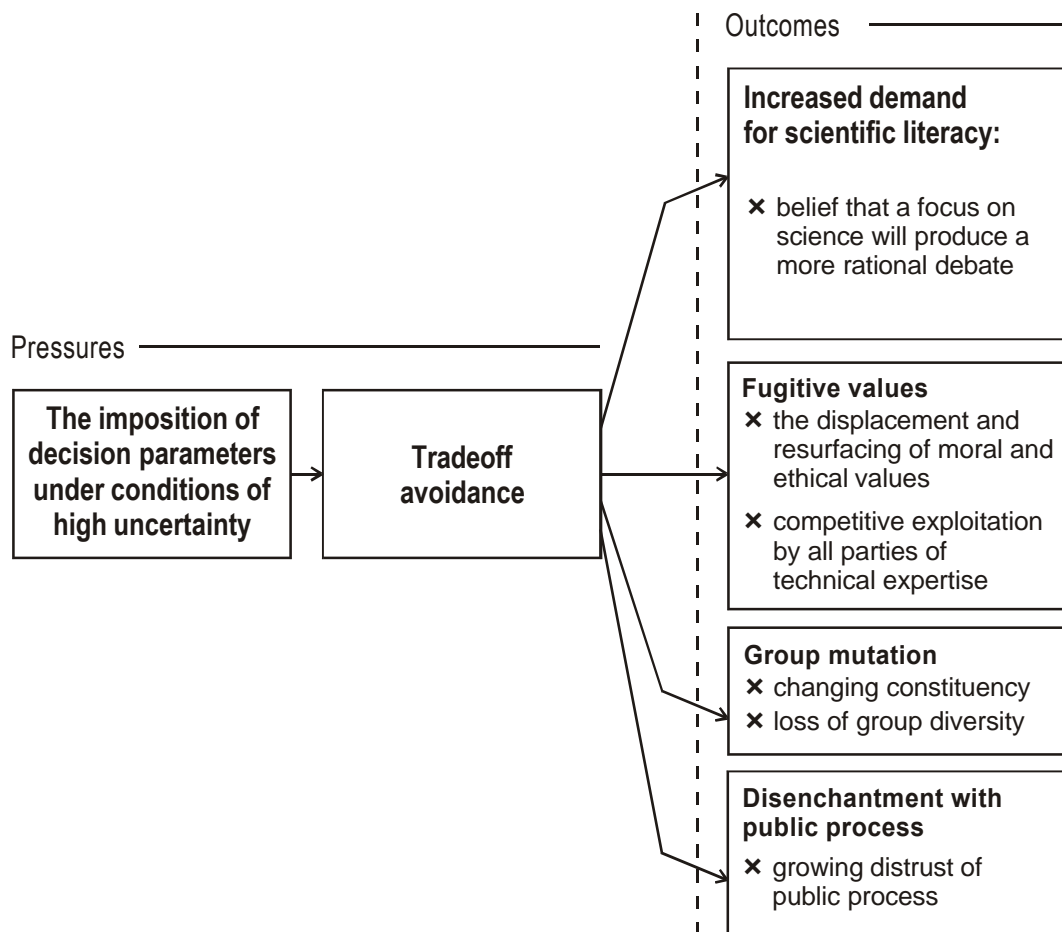 Outcomes
Increased demand
for scientific literacy:
× belief that a focus on
science will produce a
more rational debate
Pressures
The imposition of
decision parameters
under conditions of
high uncertainty
Tradeoff
avoidance
Fugitive values
× the displacement and
resurfacing of moral and
ethical values
× competitive exploitation
by all parties of
technical expertise
Group mutation
× changing constituency
× loss of group diversity
Disenchantment with
public process
× growing distrust of
public process